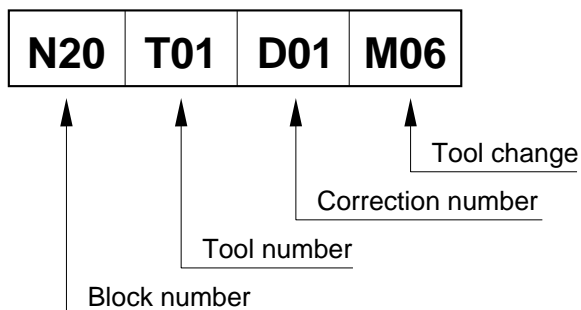 N20 T01 D01 M06
Tool change
Correction number
Tool number
Block number